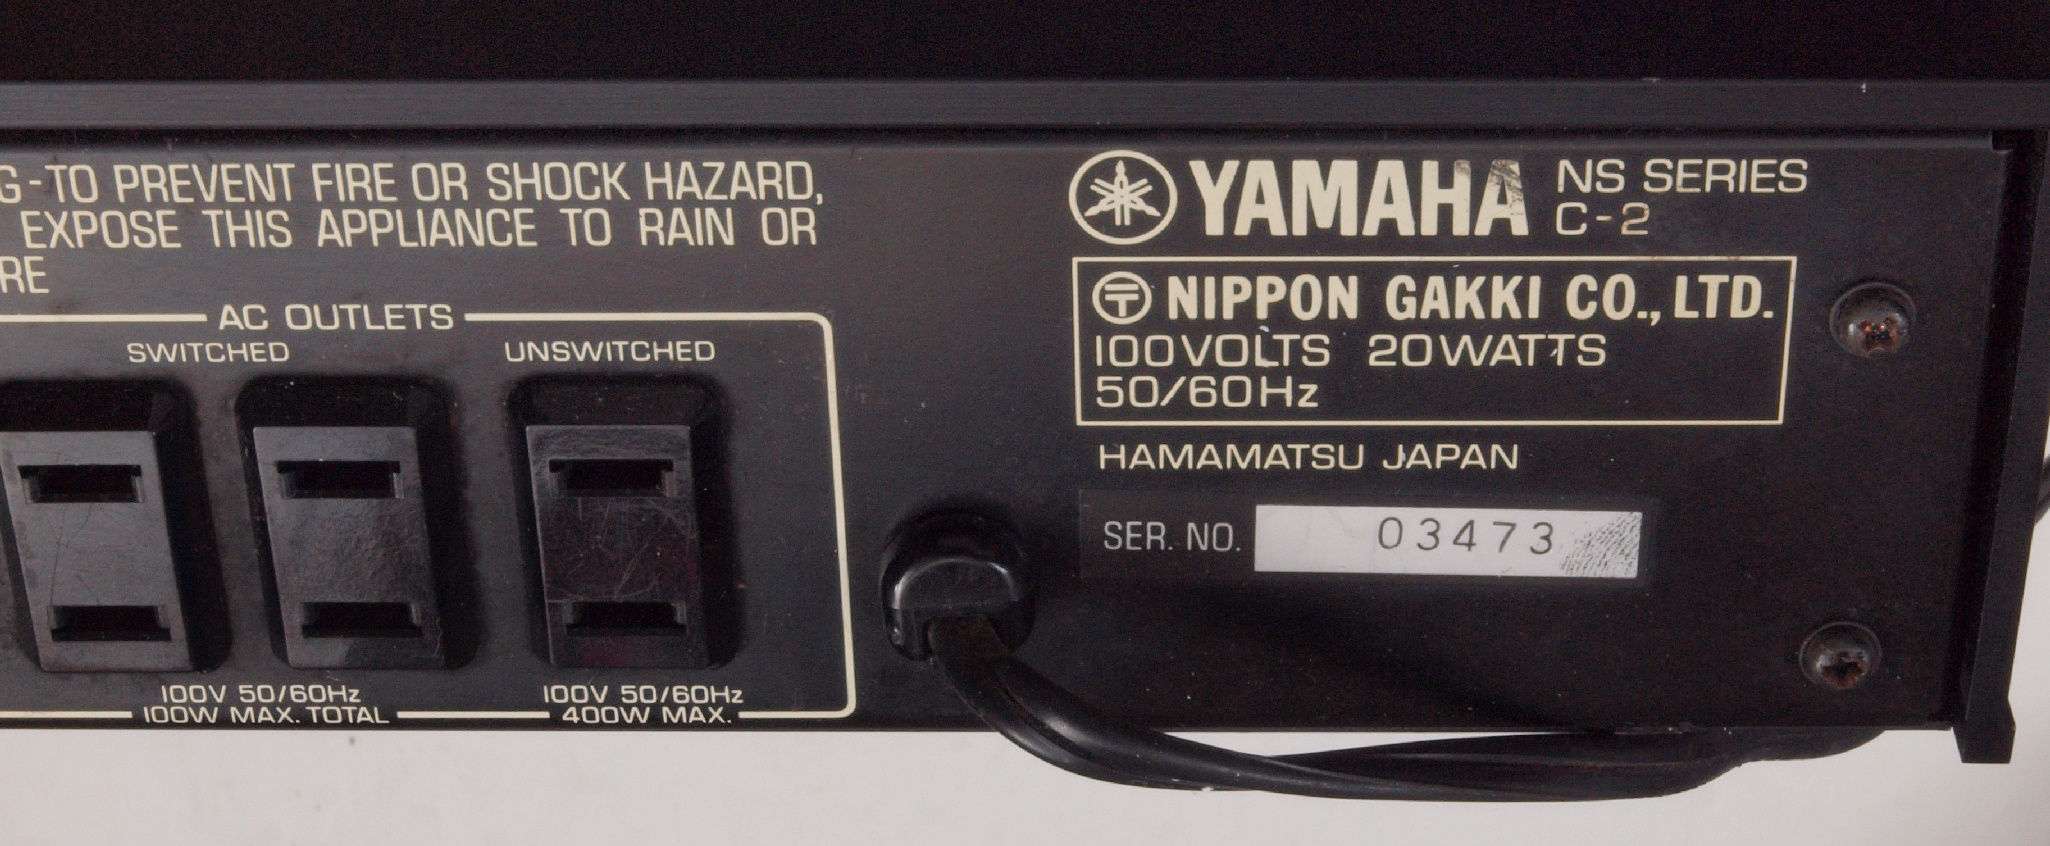 G-TO PREVENT FIRE OR SHOCK HAZARD,
EXPOSE THIS APPLIANCE TO RAIN OR
RE
AC OUTLETS
SWITCHED
UNSWITCHED
100V 50/60Hz
100W MAX. TOTAL
100V 50/60Hz
400W MAX.
YAMAHA NS SERIES
C-2
NIPPON GAKKI CO., LTD.
100VOLTS 20WATTS
50/60Hz
HAMAMATSU JAPAN
SER. NO. 03473